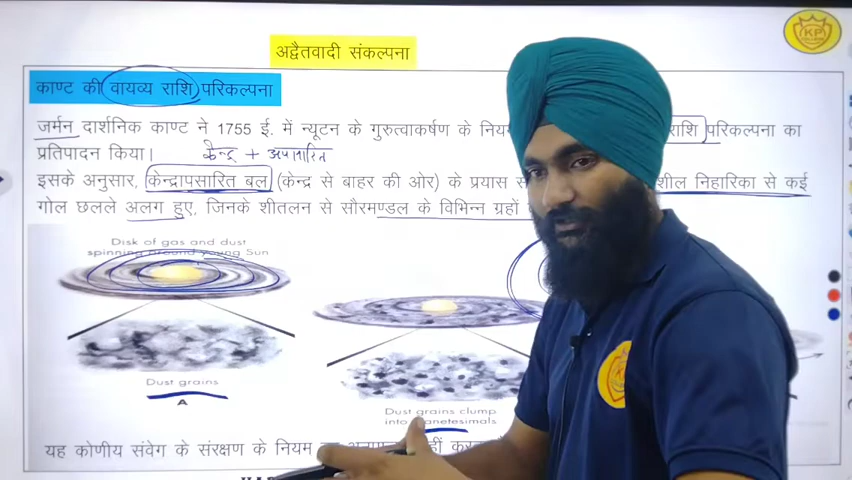 KP
अद्वैतवादी संकल्पना
काण्ट की वायव्य राशि परिकल्पना
जर्मन दार्शनिक काण्ट ने 1755 ई. में न्यूटन के गुरुत्वाकर्षण के राशि परिकल्पना का
प्रतिपादन किया। केन्द्र + अपसारित
इसके अनुसार, केन्द्रापसारित बल (केन्द्र से बाहर की ओर) के प्रयास निहारिका से कई
गोल छल्ले अलग हुए, जिनके शीतलन से सौरमण्डल के विभिन्न ग्रहों
Disk of gas and dust
spinning around young Sun
Dust grains
A
Dust grains clump
into
यह कोणीय संवेग के संरक्षण के नियम